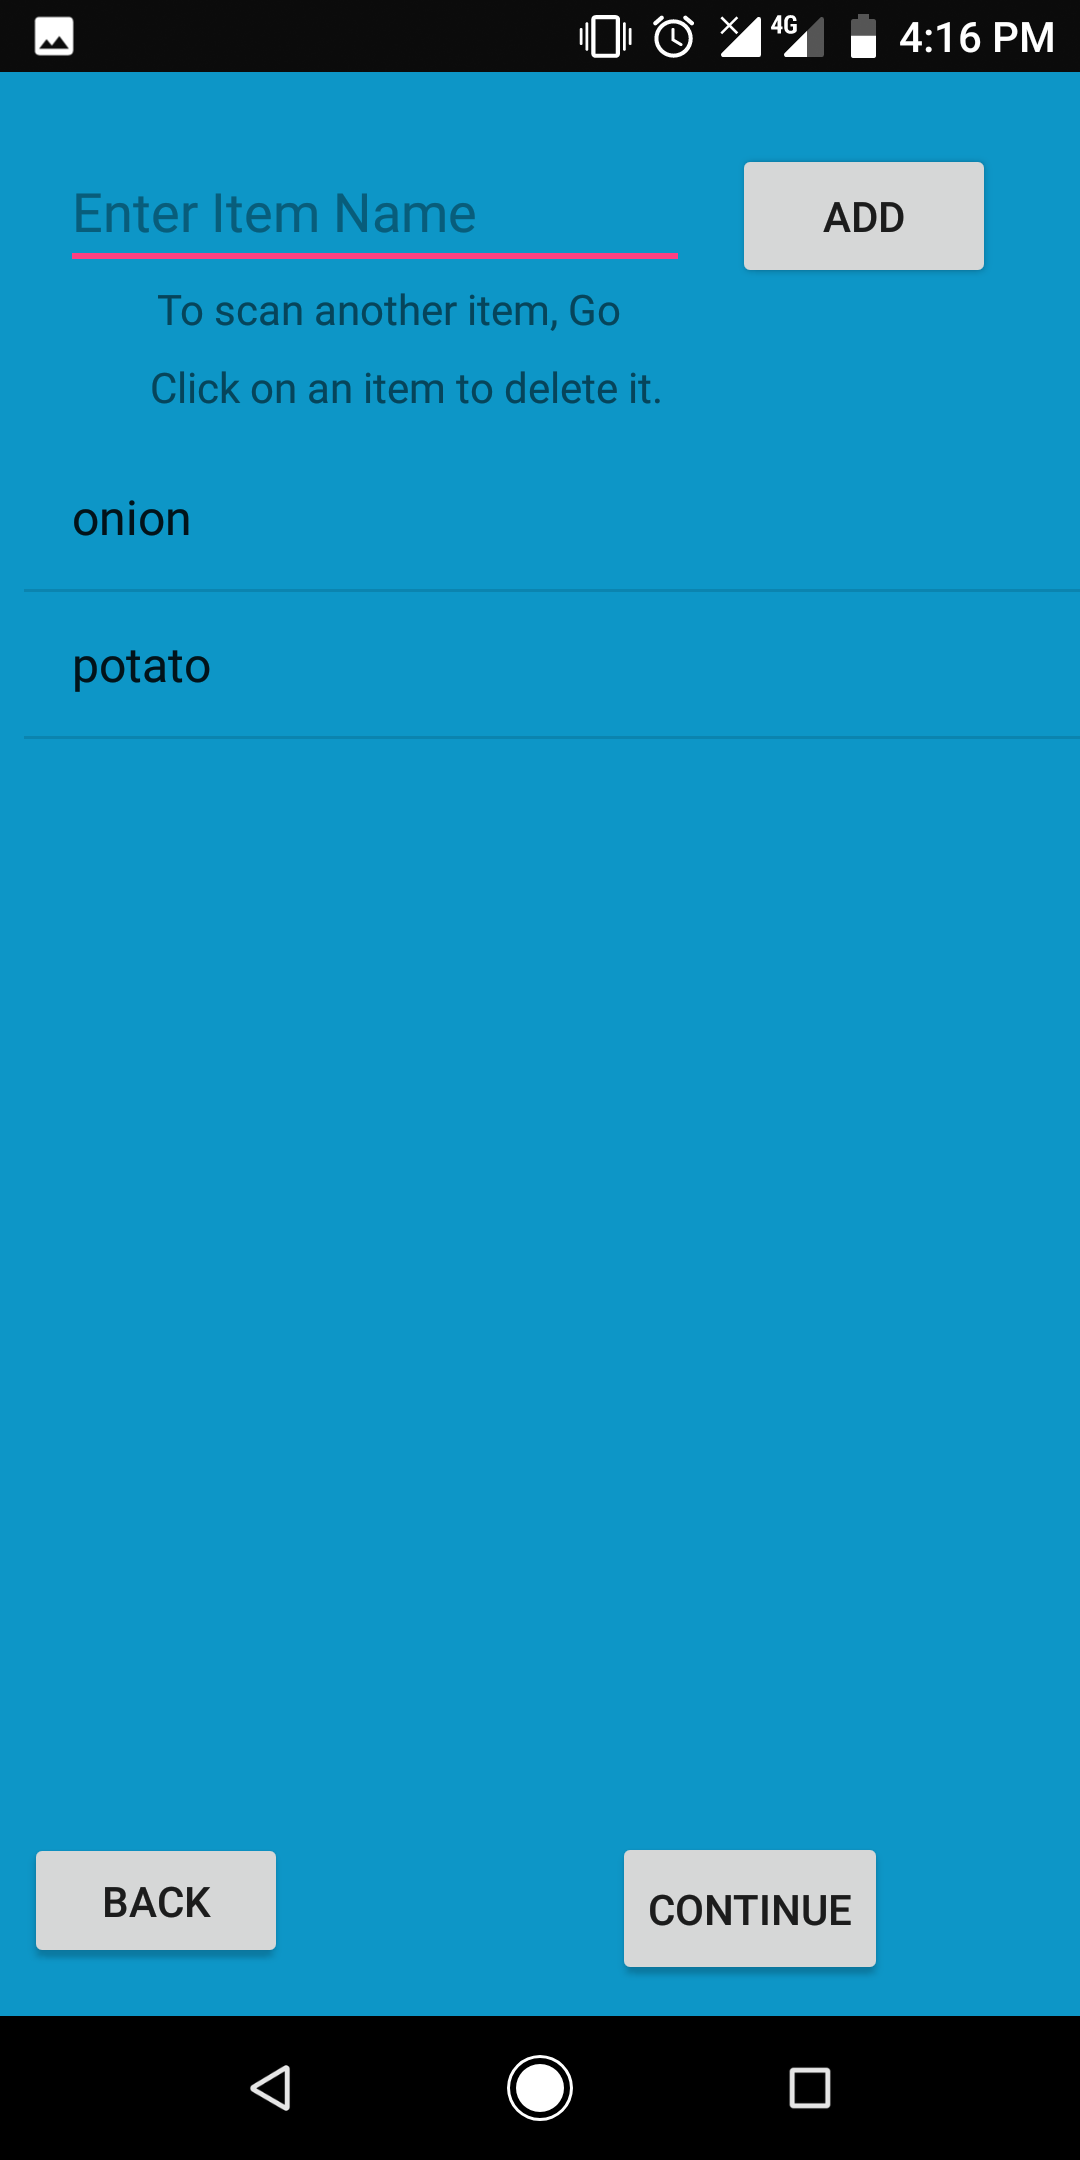 4G 4:16 PM
Enter Item Name
ADD
To scan another item, Go
Click on an item to delete it.
onion
potato
BACK
CONTINUE